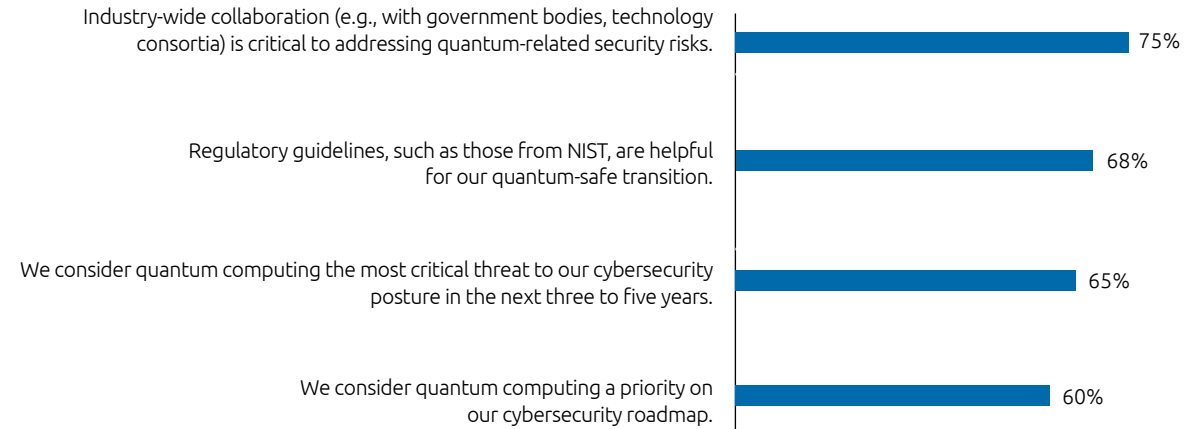 Industry-wide collaboration (e.g., with government bodies, technology
consortia) is critical to addressing quantum-related security risks.
75%
Regulatory guidelines, such as those from NIST, are helpful
for our quantum-safe transition.
68%
We consider quantum computing the most critical threat to our cybersecurity
posture in the next three to five years.
65%
We consider quantum computing a priority on
our cybersecurity roadmap.
60%